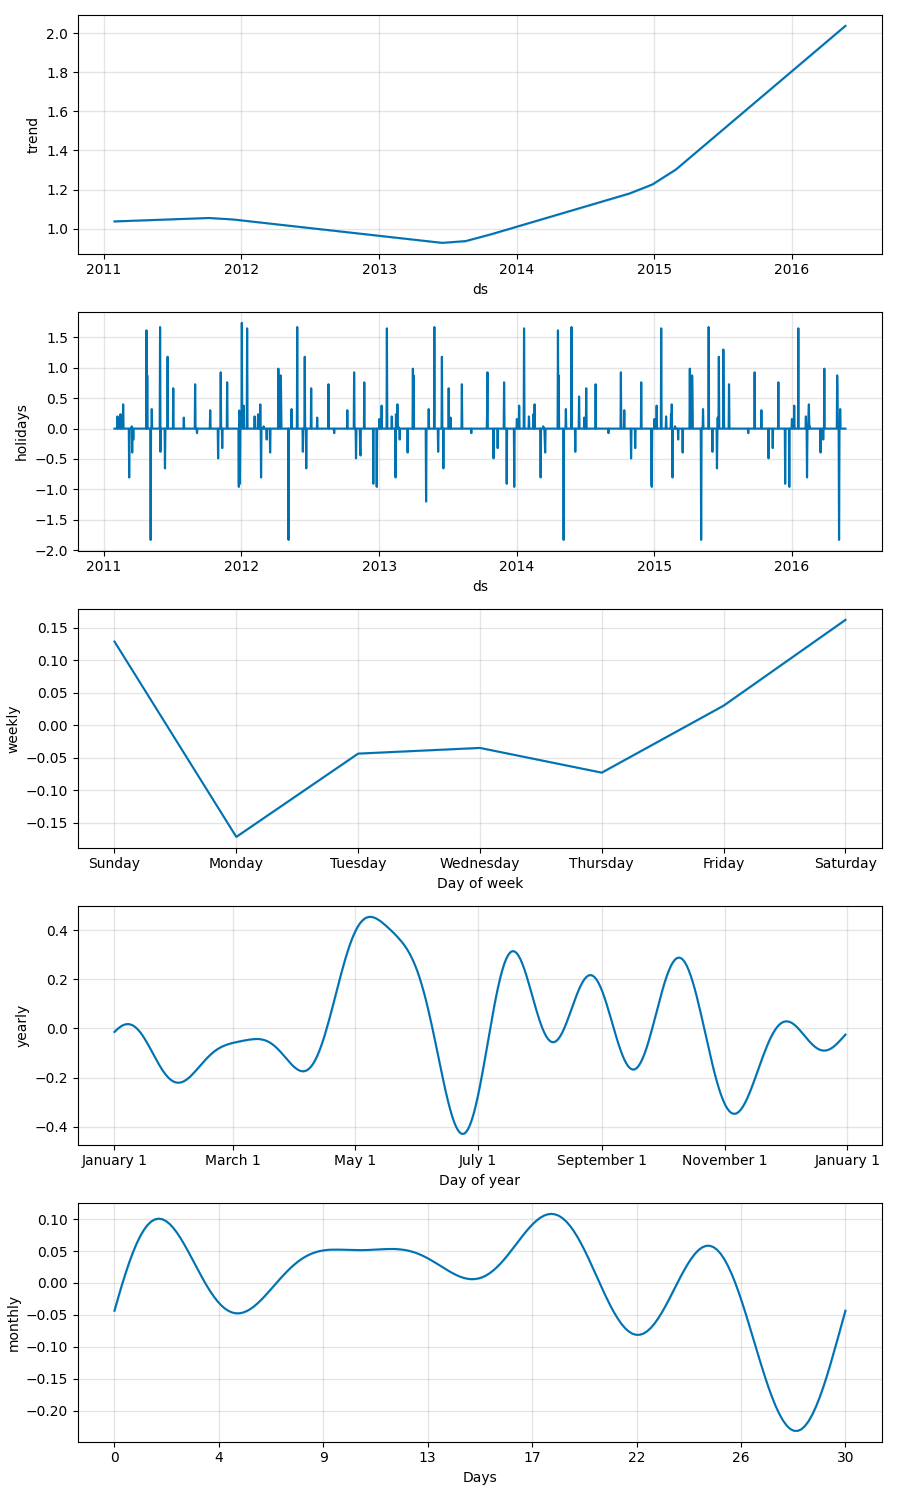 2.0
1.8
1.6
1.4
1.2
1.0
trend
2011 2012 2013 2014 2015 2016
ds
1.5
1.0
0.5
0.0
−0.5
−1.0
−1.5
−2.0
holidays
2011 2012 2013 2014 2015 2016
ds
0.15
0.10
0.05
0.00
−0.05
−0.10
−0.15
weekly
Sunday Monday Tuesday Wednesday Thursday Friday Saturday
Day of week
0.4
0.2
0.0
−0.2
−0.4
yearly
January 1 March 1 May 1 July 1 September 1 November 1 January 1
Day of year
0.10
0.05
0.00
−0.05
−0.10
−0.15
−0.20
monthly
0 4 9 13 17 22 26 30
Days